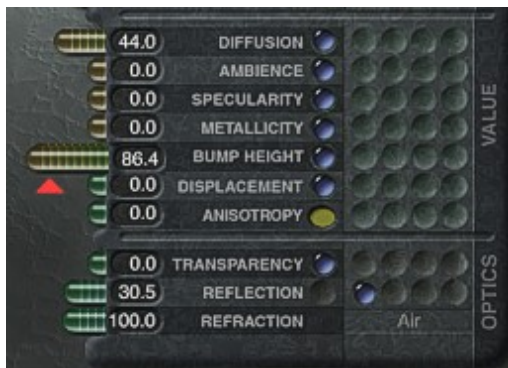 44.0 DIFFUSION
0.0 AMBIENCE
0.0 SPECULARITY
0.0 METALLICITY
86.4 BUMP HEIGHT
0.0 DISPLACEMENT
0.0 ANISOTROPY
VALUE
0.0 TRANSPARENCY
30.5 REFLECTION
100.0 REFRACTION Air
OPTICS